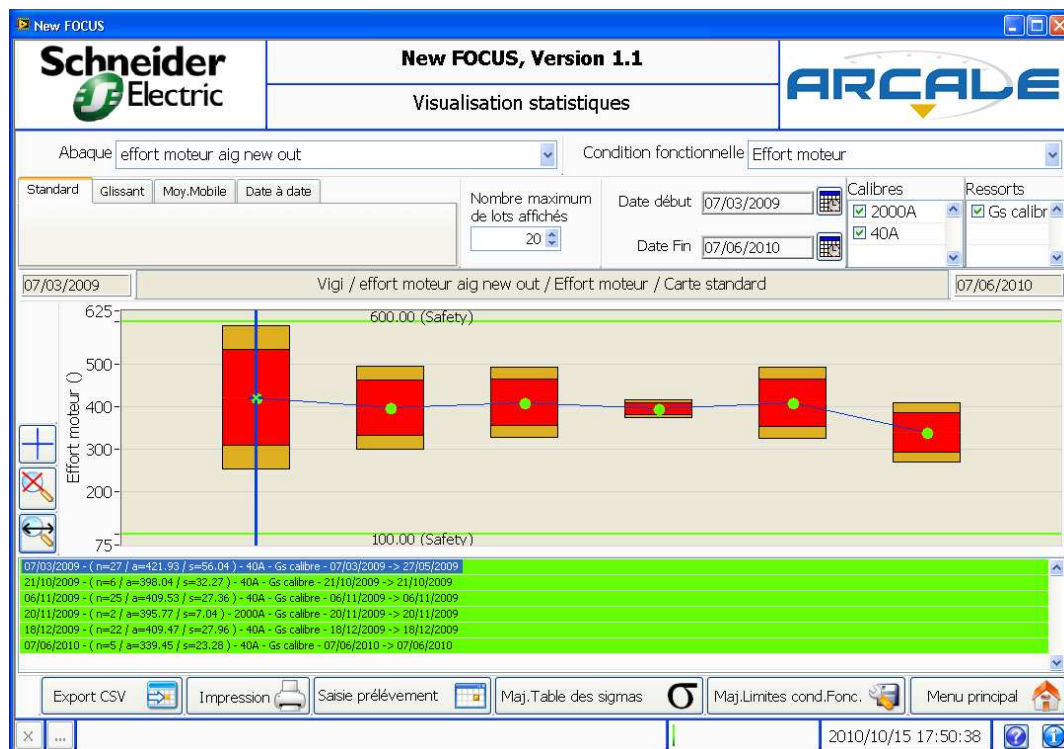 New FOCUS
Schneider
Electric
New FOCUS, Version 1.1
Visualisation statistiques
ARCALE
Abaque effort moteur aig new out
Condition fonctionnelle Effort moteur
Standard Glissant Moy.Mobile Date à date
Nombre maximum
de lots affichés
20
Date début 07/03/2009
Date Fin 07/06/2010
Calibres
2000A
40A
Ressorts
Gs calibr
07/03/2009
Vigi / effort moteur aig new out / Effort moteur / Carte standard
07/06/2010
Effort moteur ()
625
500
400
300
200
75
600.00 (Safety)
100.00 (Safety)
07/03/2009 - ( n=27 / a=421.93 / s=56.04 ) - 40A - Gs calibre - 07/03/2009 -> 27/05/2009
21/10/2009 - ( n=6 / a=398.04 / s=32.27 ) - 40A - Gs calibre - 21/10/2009 -> 21/10/2009
06/11/2009 - ( n=25 / a=409.53 / s=27.36 ) - 40A - Gs calibre - 06/11/2009 -> 06/11/2009
20/11/2009 - ( n=2 / a=395.77 / s=7.04 ) - 2000A - Gs calibre - 20/11/2009 -> 20/11/2009
18/12/2009 - ( n=22 / a=409.47 / s=27.96 ) - 40A - Gs calibre - 18/12/2009 -> 18/12/2009
07/06/2010 - ( n=5 / a=339.45 / s=23.28 ) - 40A - Gs calibre - 07/06/2010 -> 07/06/2010
Export CSV
Impression
Saisie prélévement
Maj.Table des sigmas
σ
Maj.Limites cond.Fonc.
Menu principal
X ...
2010/10/15 17:50:38